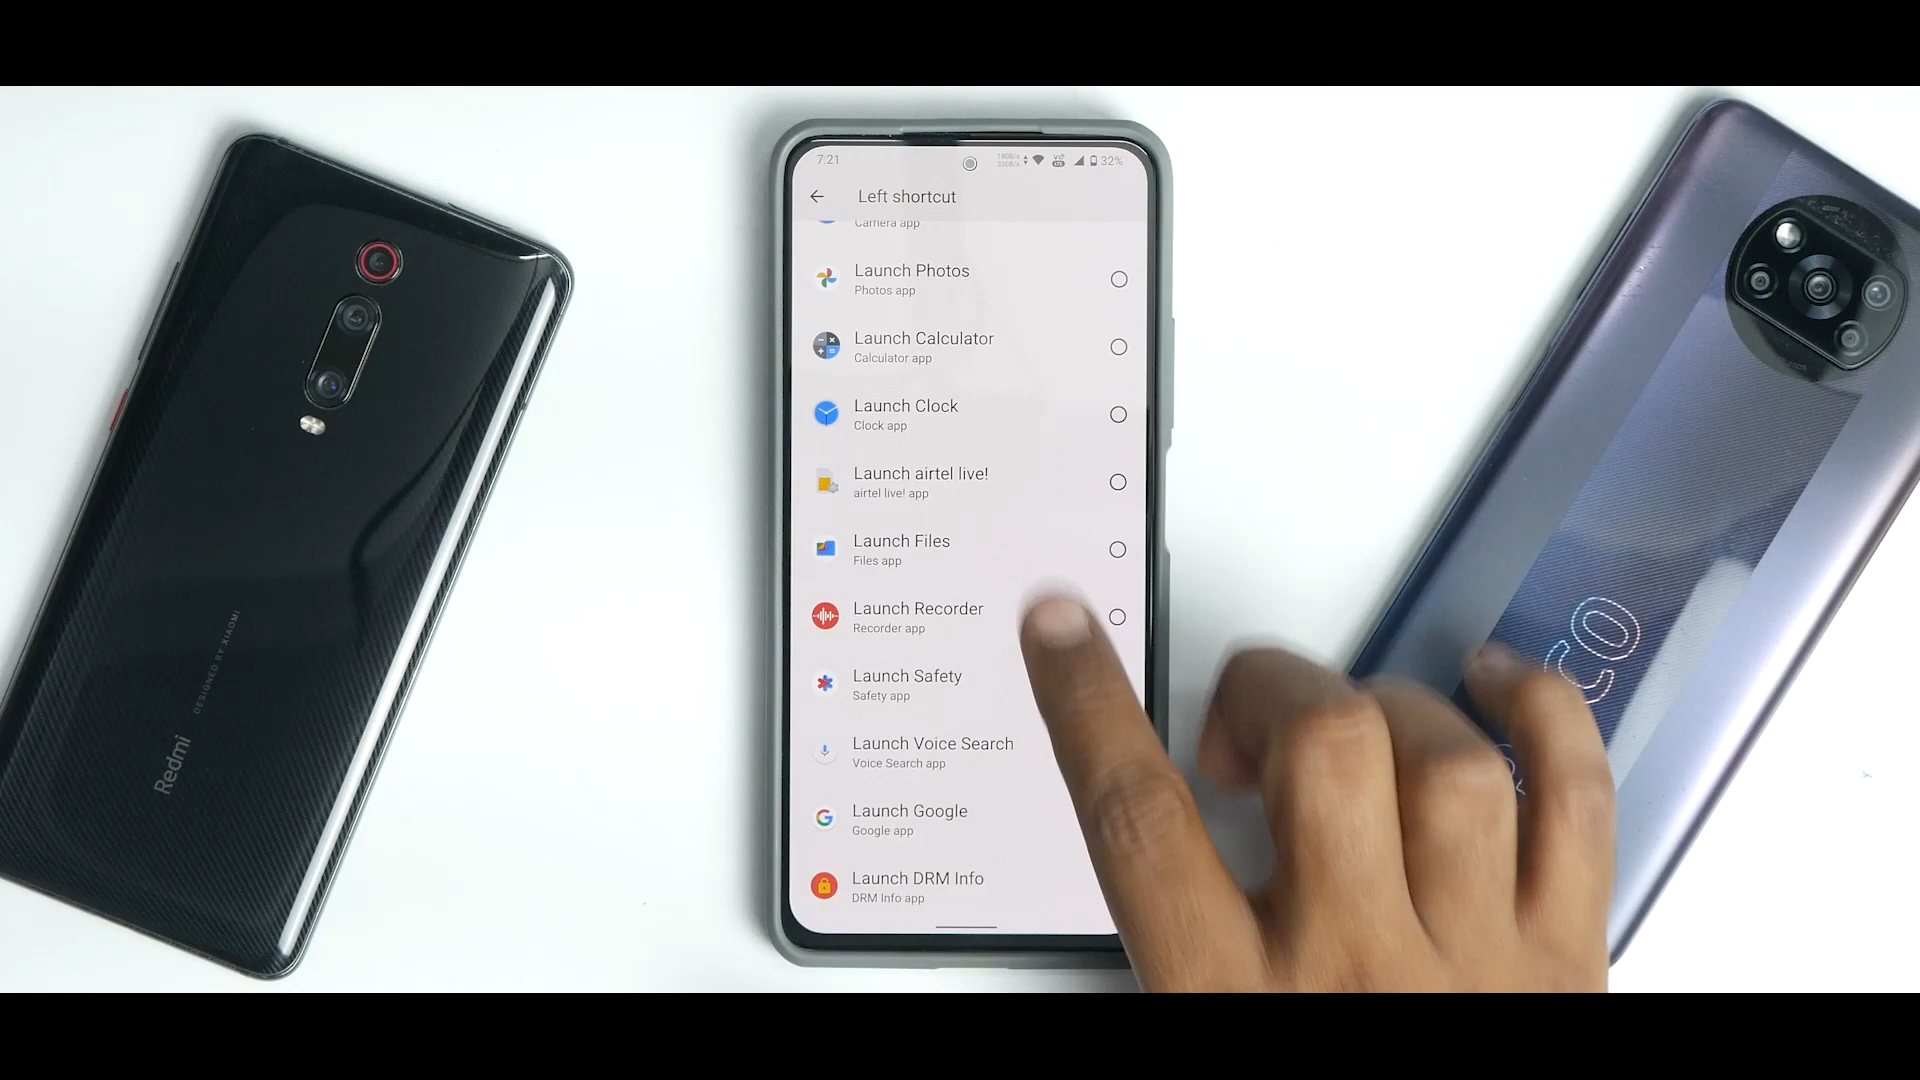 7:21
32%
Left shortcut
Camera app
Launch Photos
Photos app
Launch Calculator
Calculator app
Launch Clock
Clock app
Launch airtel live!
airtel live! app
Launch Files
Files app
Launch Recorder
Recorder app
Launch Safety
Safety app
Launch Voice Search
Voice Search app
Launch Google
Google app
Launch DRM Info
DRM Info app
Redmi
DESIGNED BY XIAOMI